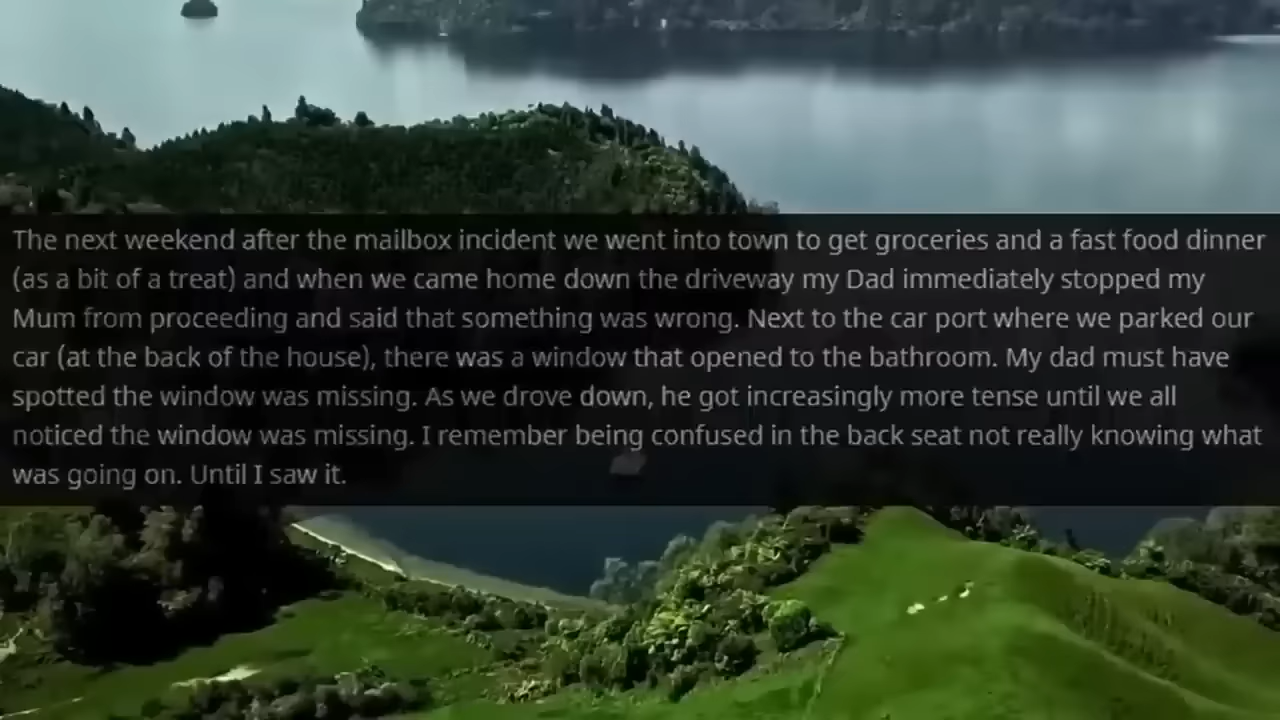 The next weekend after the mailbox incident we went into town to get groceries and a fast food dinner
(as a bit of a treat) and when we came home down the driveway my Dad immediately stopped my
Mum from proceeding and said that something was wrong. Next to the car port where we parked our
car (at the back of the house), there was a window that opened to the bathroom. My dad must have
spotted the window was missing. As we drove down, he got increasingly more tense until we all
noticed the window was missing. I remember being confused in the back seat not really knowing what
was going on. Until I saw it.